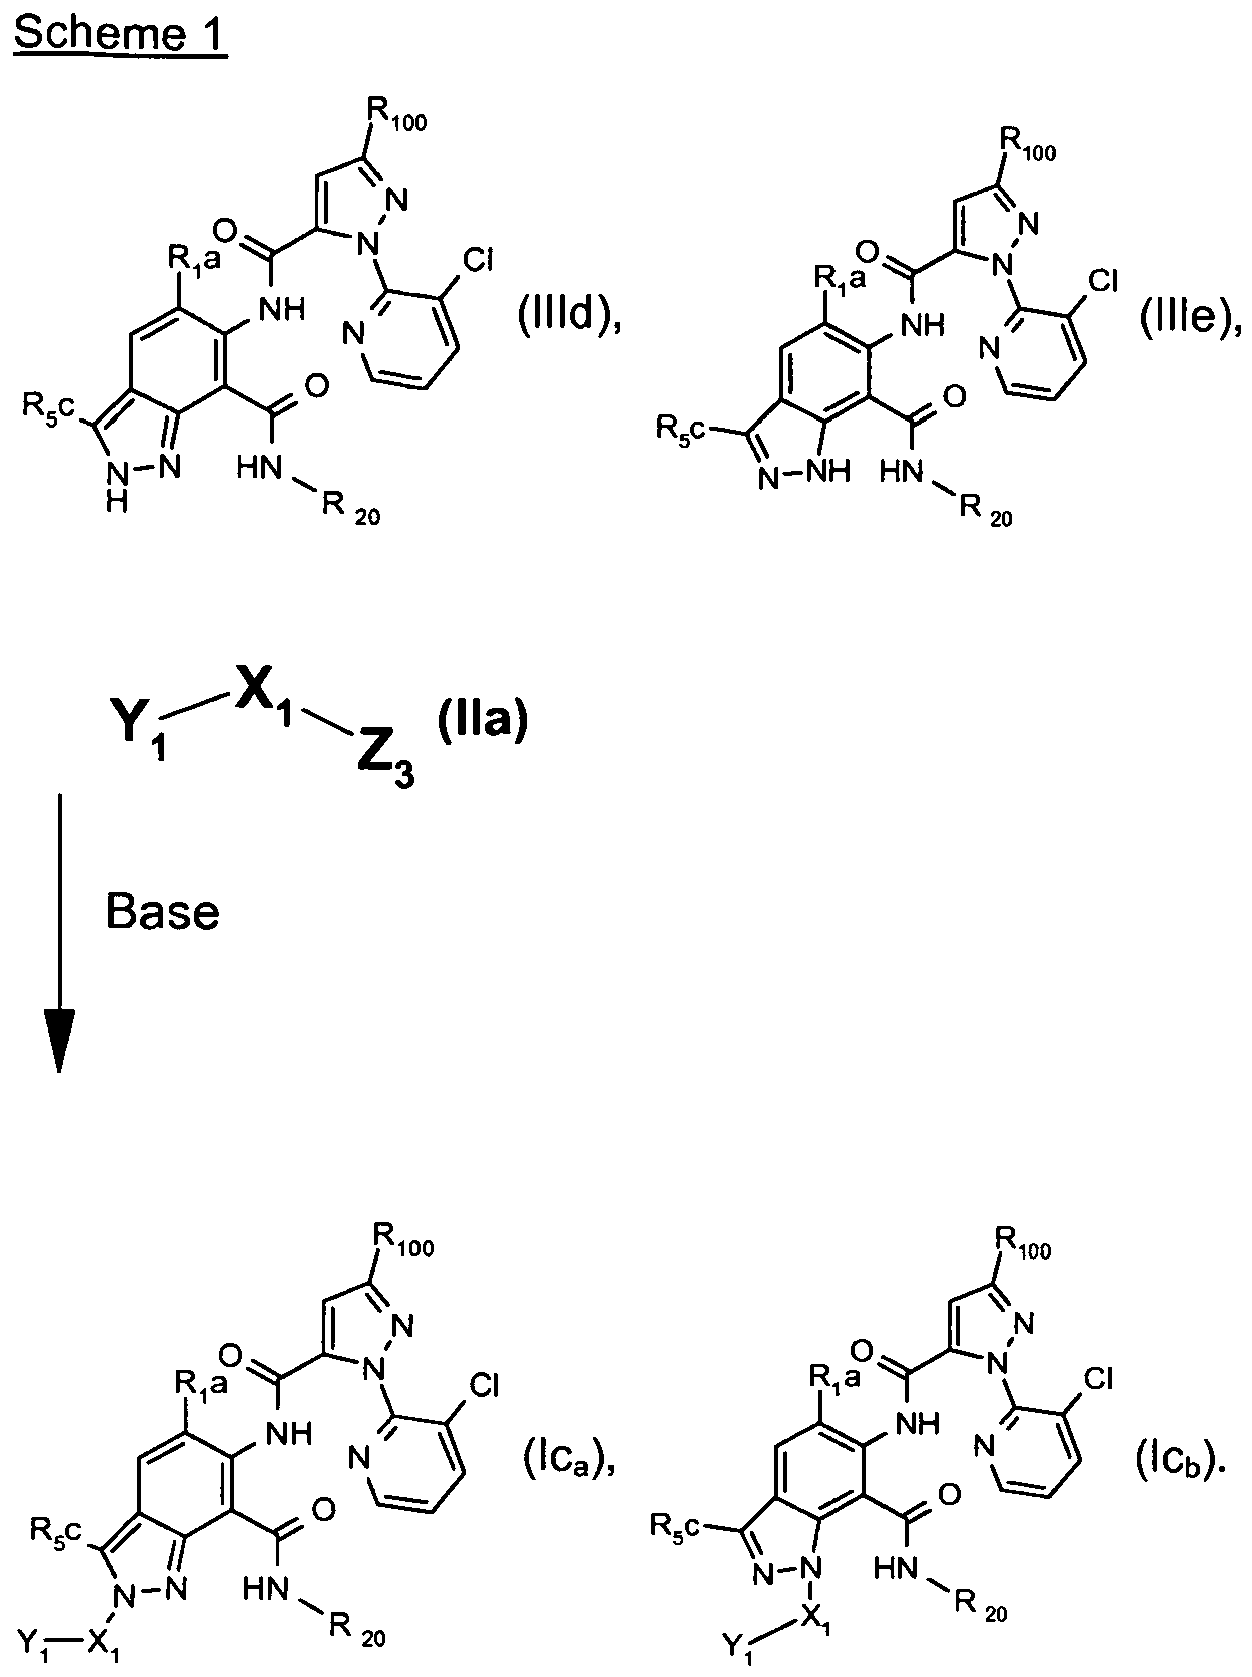 Scheme 1
R100
N
N
O
R1a
Cl
NH
N
(IIId),
O
R5c
N
N
H
HN
R20
R100
N
N
O
R1a
Cl
NH
N
(IIIe),
O
R5c
N
NH
HN
R20
Y1
X1
Z3
(IIa)
Base
R100
N
N
O
R1a
Cl
NH
N
(Ica),
O
R5c
N
N
HN
R20
Y1
X1
R100
N
N
O
R1a
Cl
NH
N
(Icb).
O
R5c
N
N
HN
R20
X1
Y1